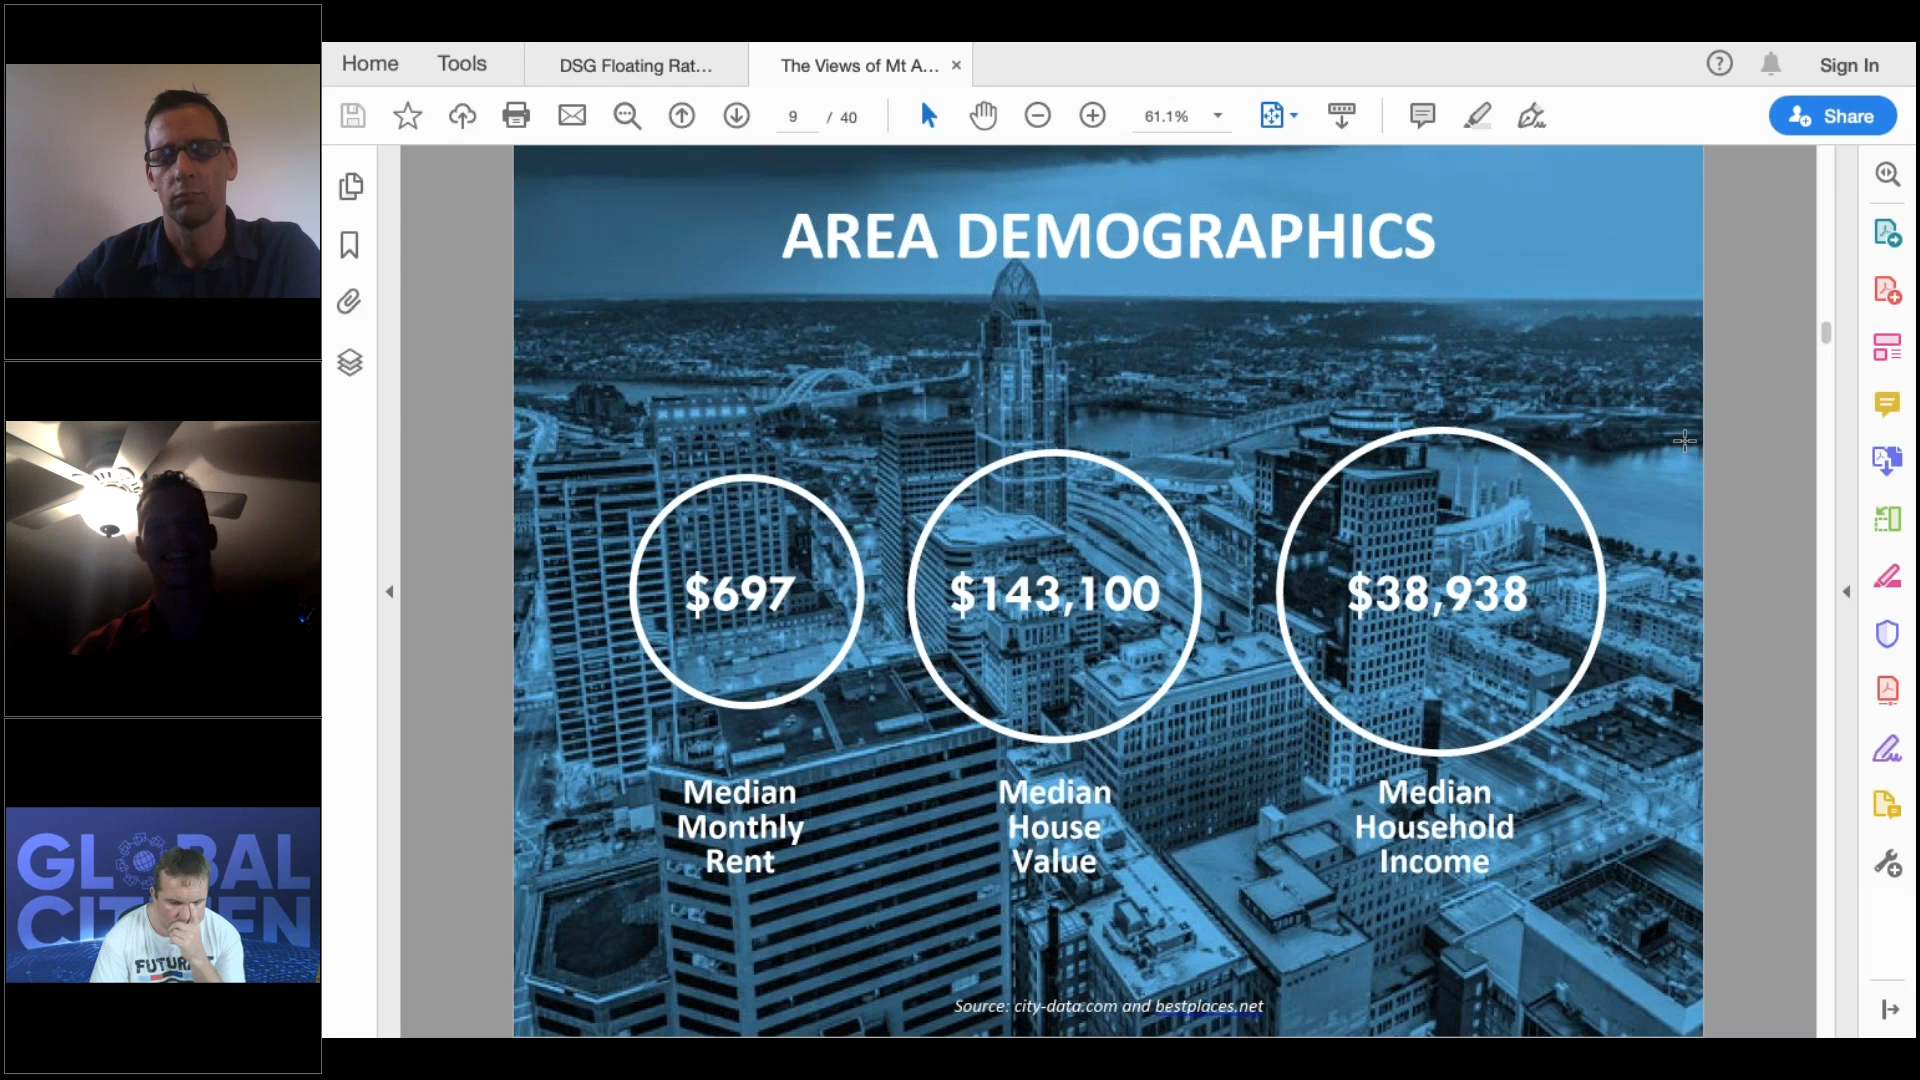 Home Tools DSG Floating Rat... The Views of Mt A... × Sign In
9 / 40 61.1% Share
AREA DEMOGRAPHICS
$697 $143,100 $38,938
Median
Monthly
Rent
Median
House
Value
Median
Household
Income
Source: city-data.com and bestplaces.net
GLOBAL
CITIZEN
FUTUR